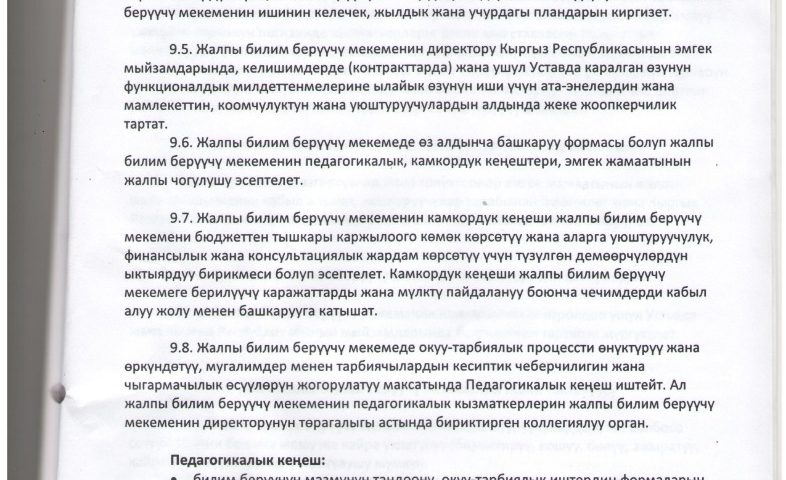 берүүчү мекеменин ишинин келечек, жылдык жана учурдагы пландарын киргизет.
9.5. Жалпы билим берүүчү мекеменин директору Кыргыз Республикасынын эмгек
мыйзамдарында, келишимдерде (контракттарда) жана ушул Уставда каралган өзүнүн
функционалдык милдеттенмелерине ылайык өзүнүн иши үчүн ата-энелердин жана
мамлекеттин, коомчулуктун жана уюштуруучулардын алдында жеке жоопкерчилик
тартат.
9.6. Жалпы билим берүүчү мекемеде өз алдынча башкаруу формасы болуп жалпы
билим берүүчү мекеменин педагогикалык, камкордук кеңештери, эмгек жамаатынын
жалпы чогулушу эсептелет.
9.7. Жалпы билим берүүчү мекеменин камкордук кеңеши жалпы билим берүүчү
мекемени бюджеттен тышкары каржылоого көмөк көрсөтүү жана аларга уюштуруучулук,
финансылык жана консультациялык жардам көрсөтүү үчүн түзүлгөн демөөрчүлөрдүн
ыктыярдуу бирикмеси болуп эсептелет. Камкордук кеңеши жалпы билим берүүчү
мекемеге берилүүчү каражаттарды жана мүлктү пайдалануу боюнча чечимдерди кабыл
алуу жолу менен башкарууга катышат.
9.8. Жалпы билим берүүчү мекемеде окуу-тарбиялык процессти өнүктүрүү жана
өркүндөтүү, мугалимдер менен тарбиячылардын кесиптик чеберчилигин жана
чыгармачылык өсүүлөрүн жогорулатуу максатында Педагогикалык кеңеш иштейт. Ал
жалпы билим берүүчү мекеменин педагогикалык кызматкерлерин жалпы билим берүүчү
мекеменин директорунун төрагалыгы астында бириктирген коллегиялуу орган.
Педагогикалык кеңеш:
• билим берүүнүн мазмунун тандоону, окуу-тарбиялык иштердин формаларын